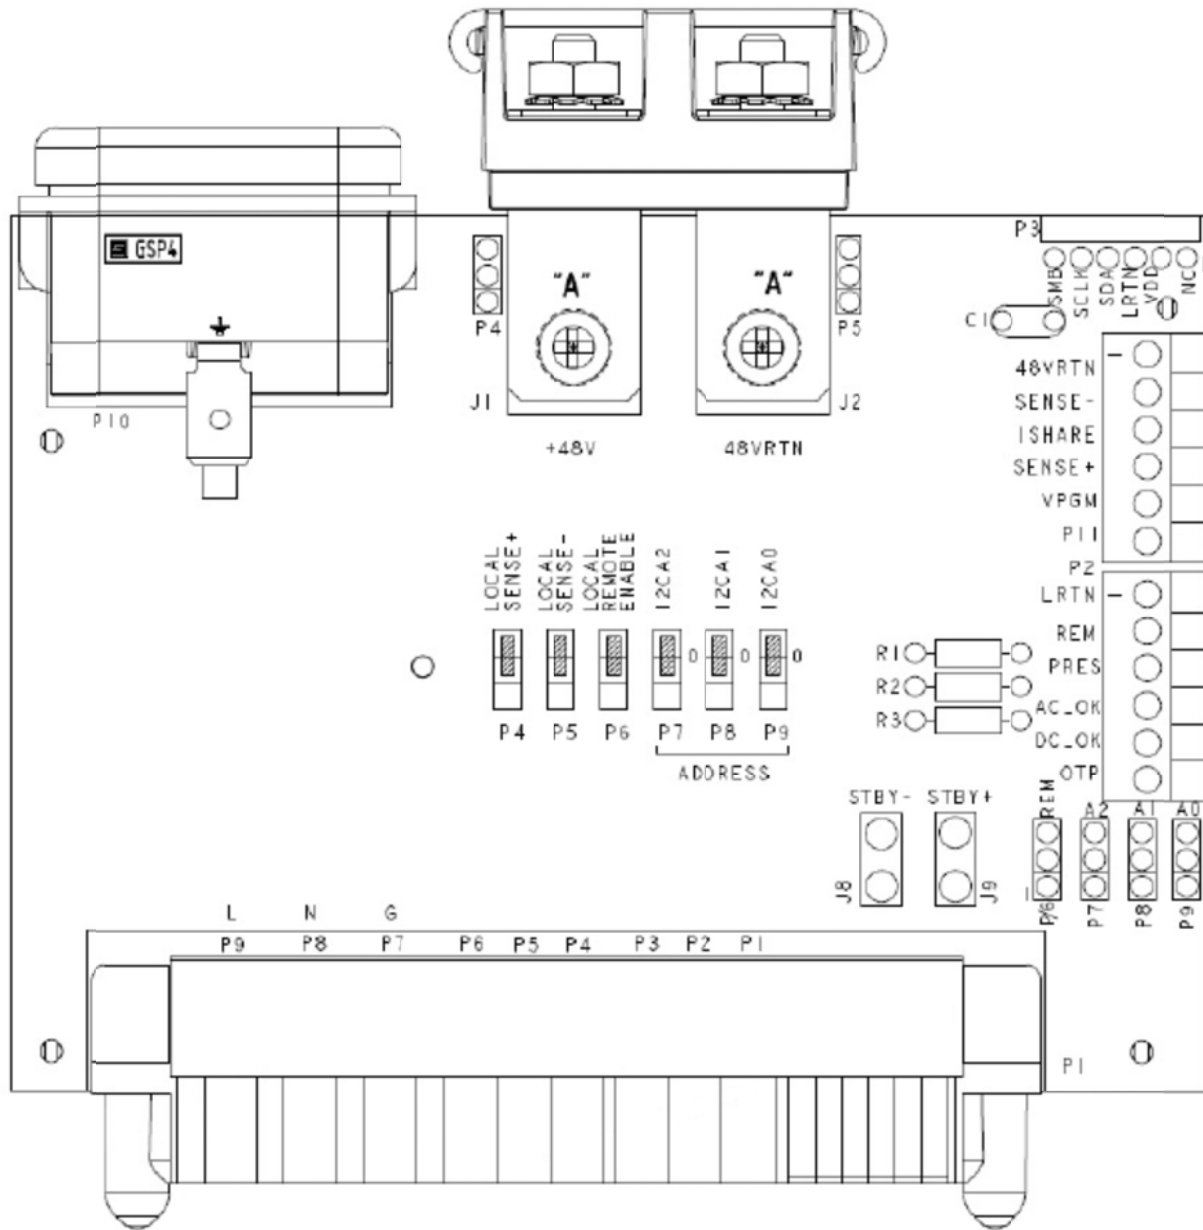 GSP4
P3
SMB SCLK SDA LRTN VDD NC
"A" "A"
P4 P5
C1
J1 J2
+48V 48VRTN
P10
48VRTN
SENSE-
ISHARE
SENSE+
VPGM
P11
P2
LRTN
REM
PRES
AC_OK
DC_OK
OTP
LOCAL SENSE+
LOCAL SENSE-
LOCAL REMOTE ENABLE
I2CA2
I2CA1
I2CA0
0 0 0
P4 P5 P6 P7 P8 P9
ADDRESS
R1
R2
R3
STBY- STBY+
J8 J9
REM A2 A1 A0
1
P6 P7 P8 P9
L N G
P9 P8 P7 P6 P5 P4 P3 P2 P1
P1